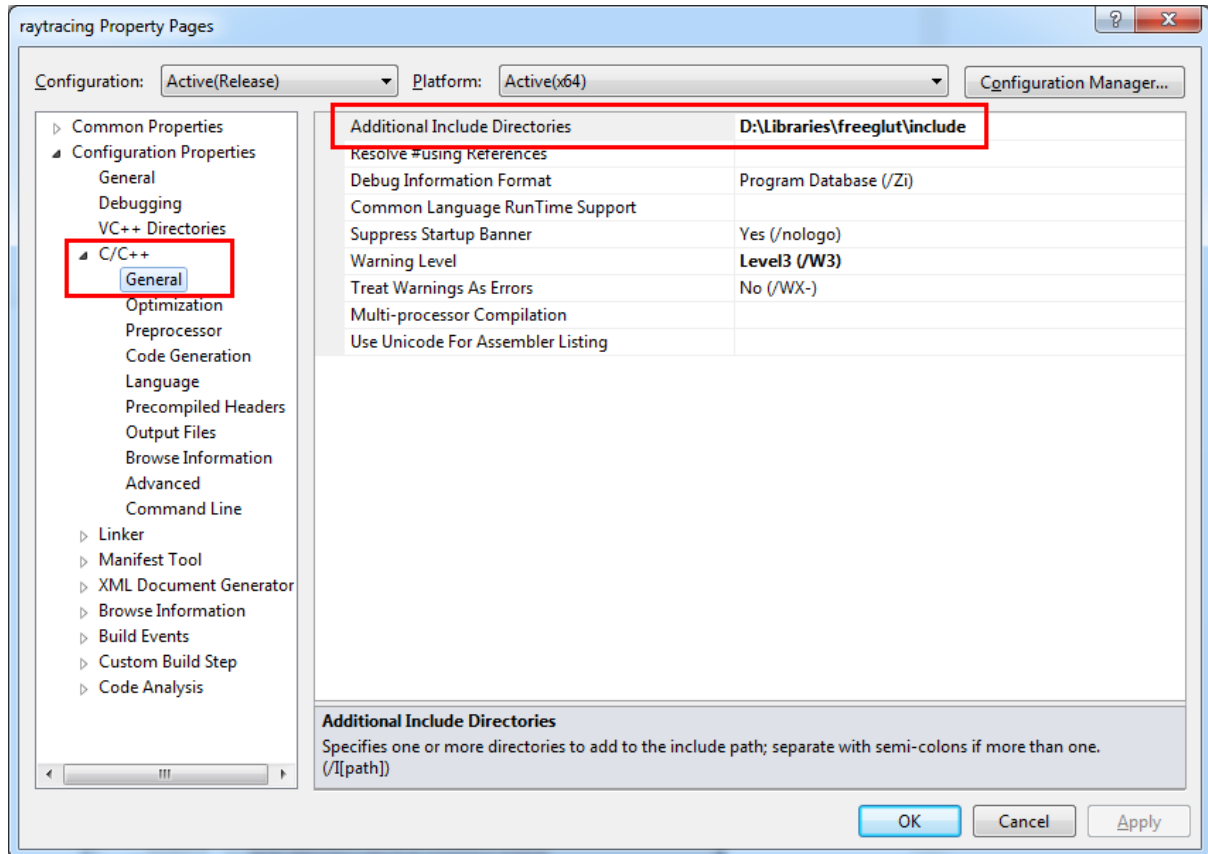 raytracing Property Pages
Configuration: Active(Release) Platform: Active(x64) Configuration Manager...
Common Properties
Configuration Properties
General
Debugging
VC++ Directories
C/C++
General
Optimization
Preprocessor
Code Generation
Language
Precompiled Headers
Output Files
Browse Information
Advanced
Command Line
Linker
Manifest Tool
XML Document Generator
Browse Information
Build Events
Custom Build Step
Code Analysis
Additional Include Directories D:\Libraries\freeglut\include
Resolve #using References
Debug Information Format Program Database (/Zi)
Common Language RunTime Support
Suppress Startup Banner Yes (/nologo)
Warning Level Level3 (/W3)
Treat Warnings As Errors No (/WX-)
Multi-processor Compilation
Use Unicode For Assembler Listing
Additional Include Directories
Specifies one or more directories to add to the include path; separate with semi-colons if more than one.
(/I[path])
OK Cancel Apply